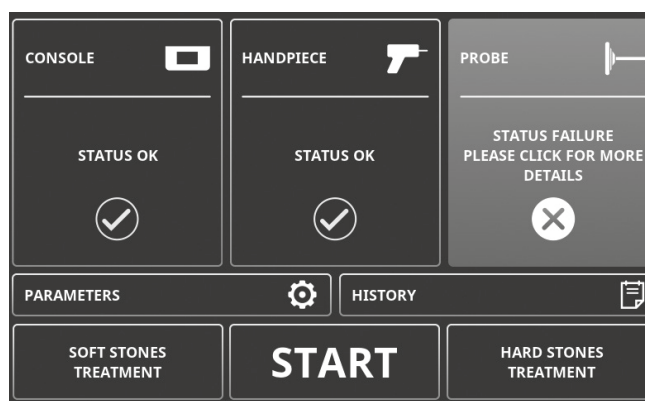 CONSOLE
HANDPIECE
PROBE
STATUS OK
STATUS OK
STATUS FAILURE
PLEASE CLICK FOR MORE
DETAILS
PARAMETERS
HISTORY
SOFT STONES
TREATMENT
START
HARD STONES
TREATMENT